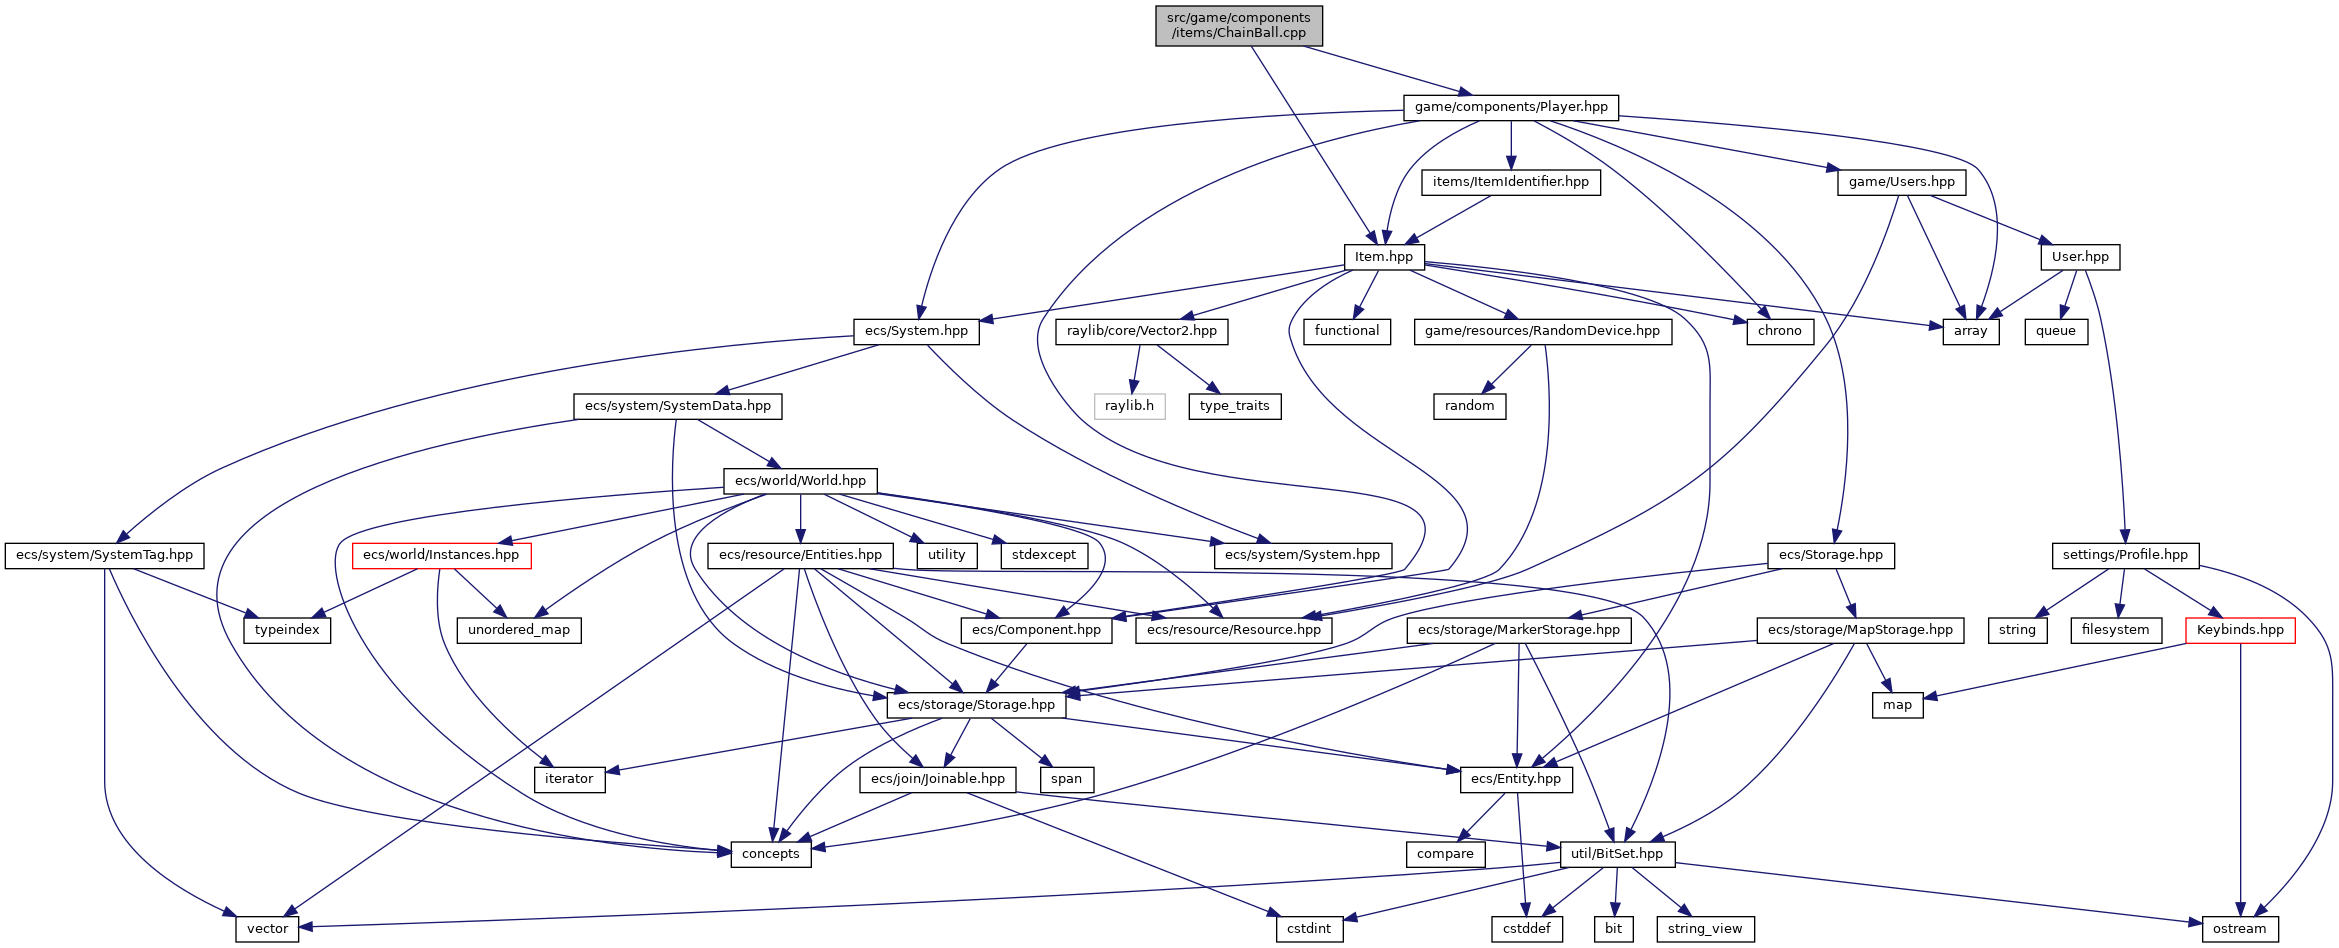 src/game/components
/items/ChainBall.cpp
game/components/Player.hpp
items/ItemIdentifier.hpp
game/Users.hpp
Item.hpp
User.hpp
ecs/System.hpp
raylib/core/Vector2.hpp
functional
game/resources/RandomDevice.hpp
chrono
array
queue
ecs/system/SystemData.hpp
raylib.h
type_traits
random
ecs/world/World.hpp
ecs/system/SystemTag.hpp
ecs/world/Instances.hpp
ecs/resource/Entities.hpp
utility
stdexcept
ecs/system/System.hpp
ecs/Storage.hpp
settings/Profile.hpp
typeindex
unordered_map
ecs/Component.hpp
ecs/resource/Resource.hpp
ecs/storage/MarkerStorage.hpp
ecs/storage/MapStorage.hpp
string
filesystem
Keybinds.hpp
ecs/storage/Storage.hpp
map
iterator
ecs/join/Joinable.hpp
span
ecs/Entity.hpp
concepts
compare
util/BitSet.hpp
vector
cstdint
cstddef
bit
string_view
ostream